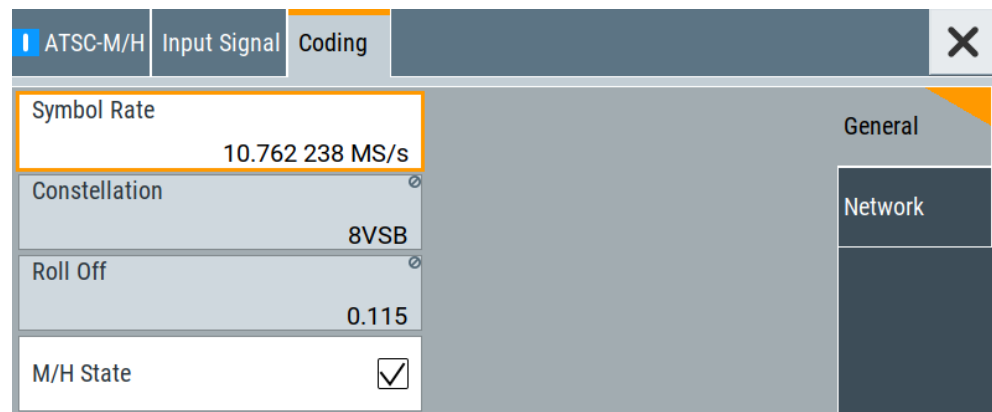 ATSC-M/H Input Signal Coding
Symbol Rate
10.762 238 MS/s
Constellation
8VSB
Roll Off
0.115
M/H State
General
Network